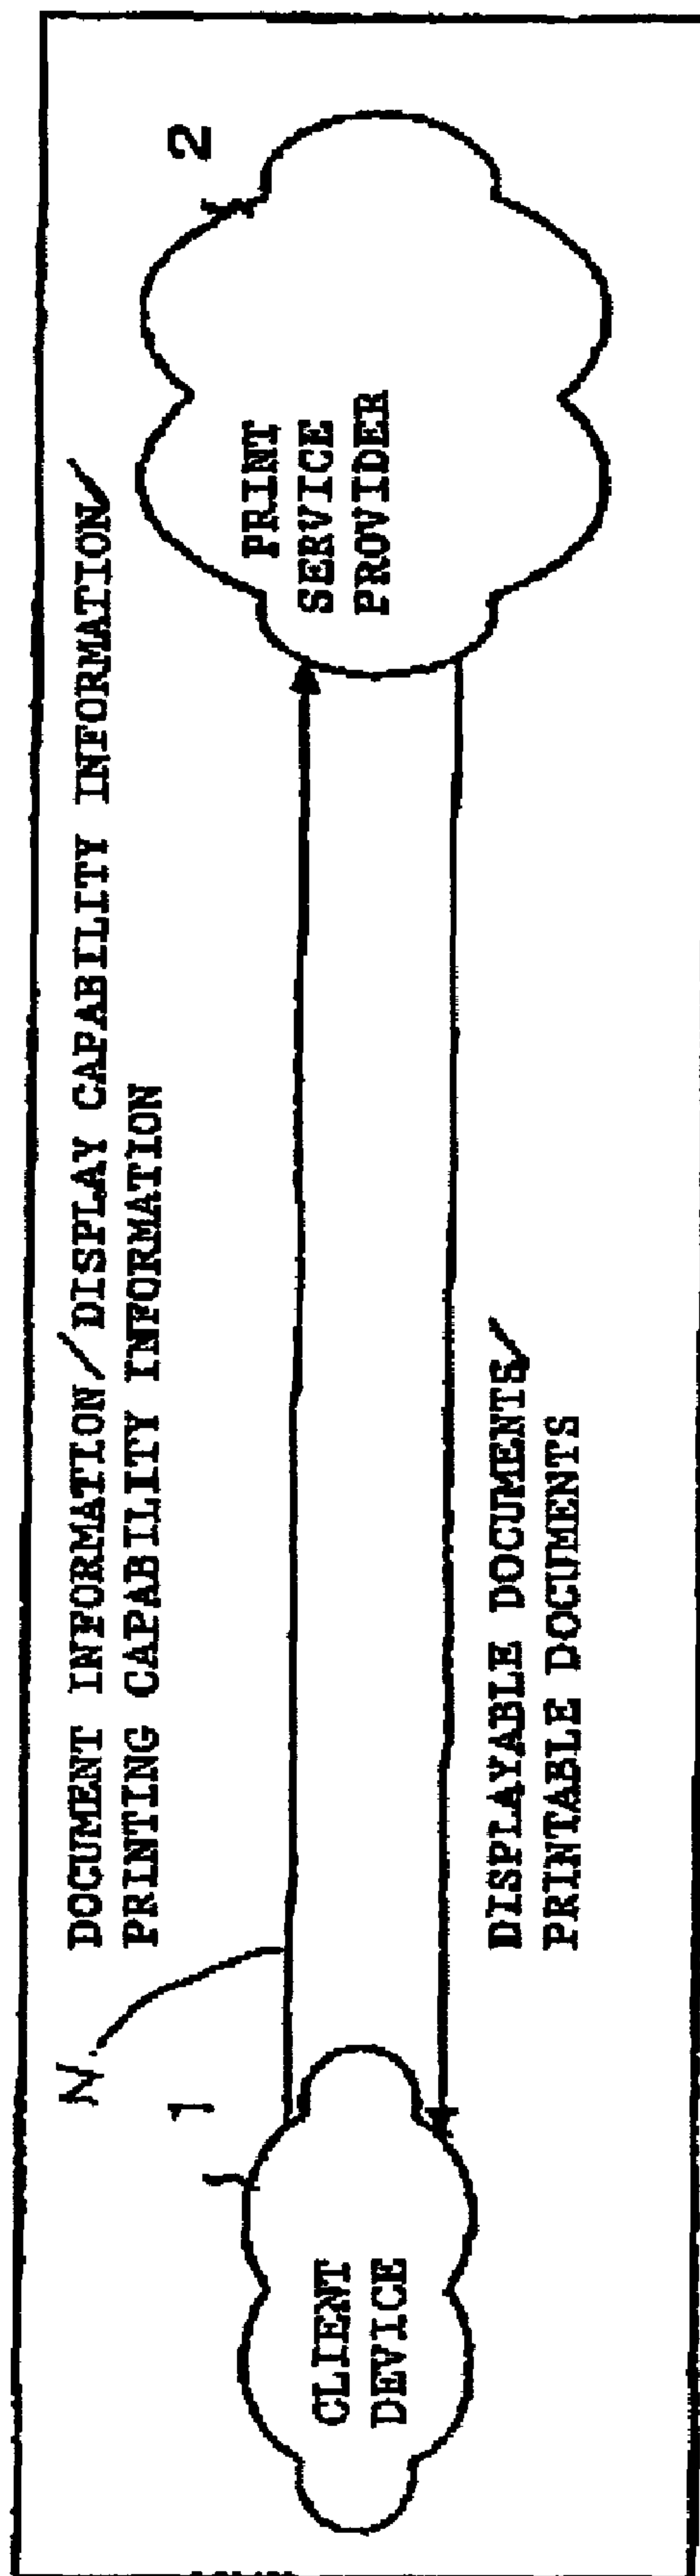 DOCUMENT INFORMATION/DISPLAY CAPABILITY INFORMATION/
PRINTING CAPABILITY INFORMATION
N
1
2
CLIENT
DEVICE
PRINT
SERVICE
PROVIDER
DISPLAYABLE DOCUMENTS/
PRINTABLE DOCUMENTS